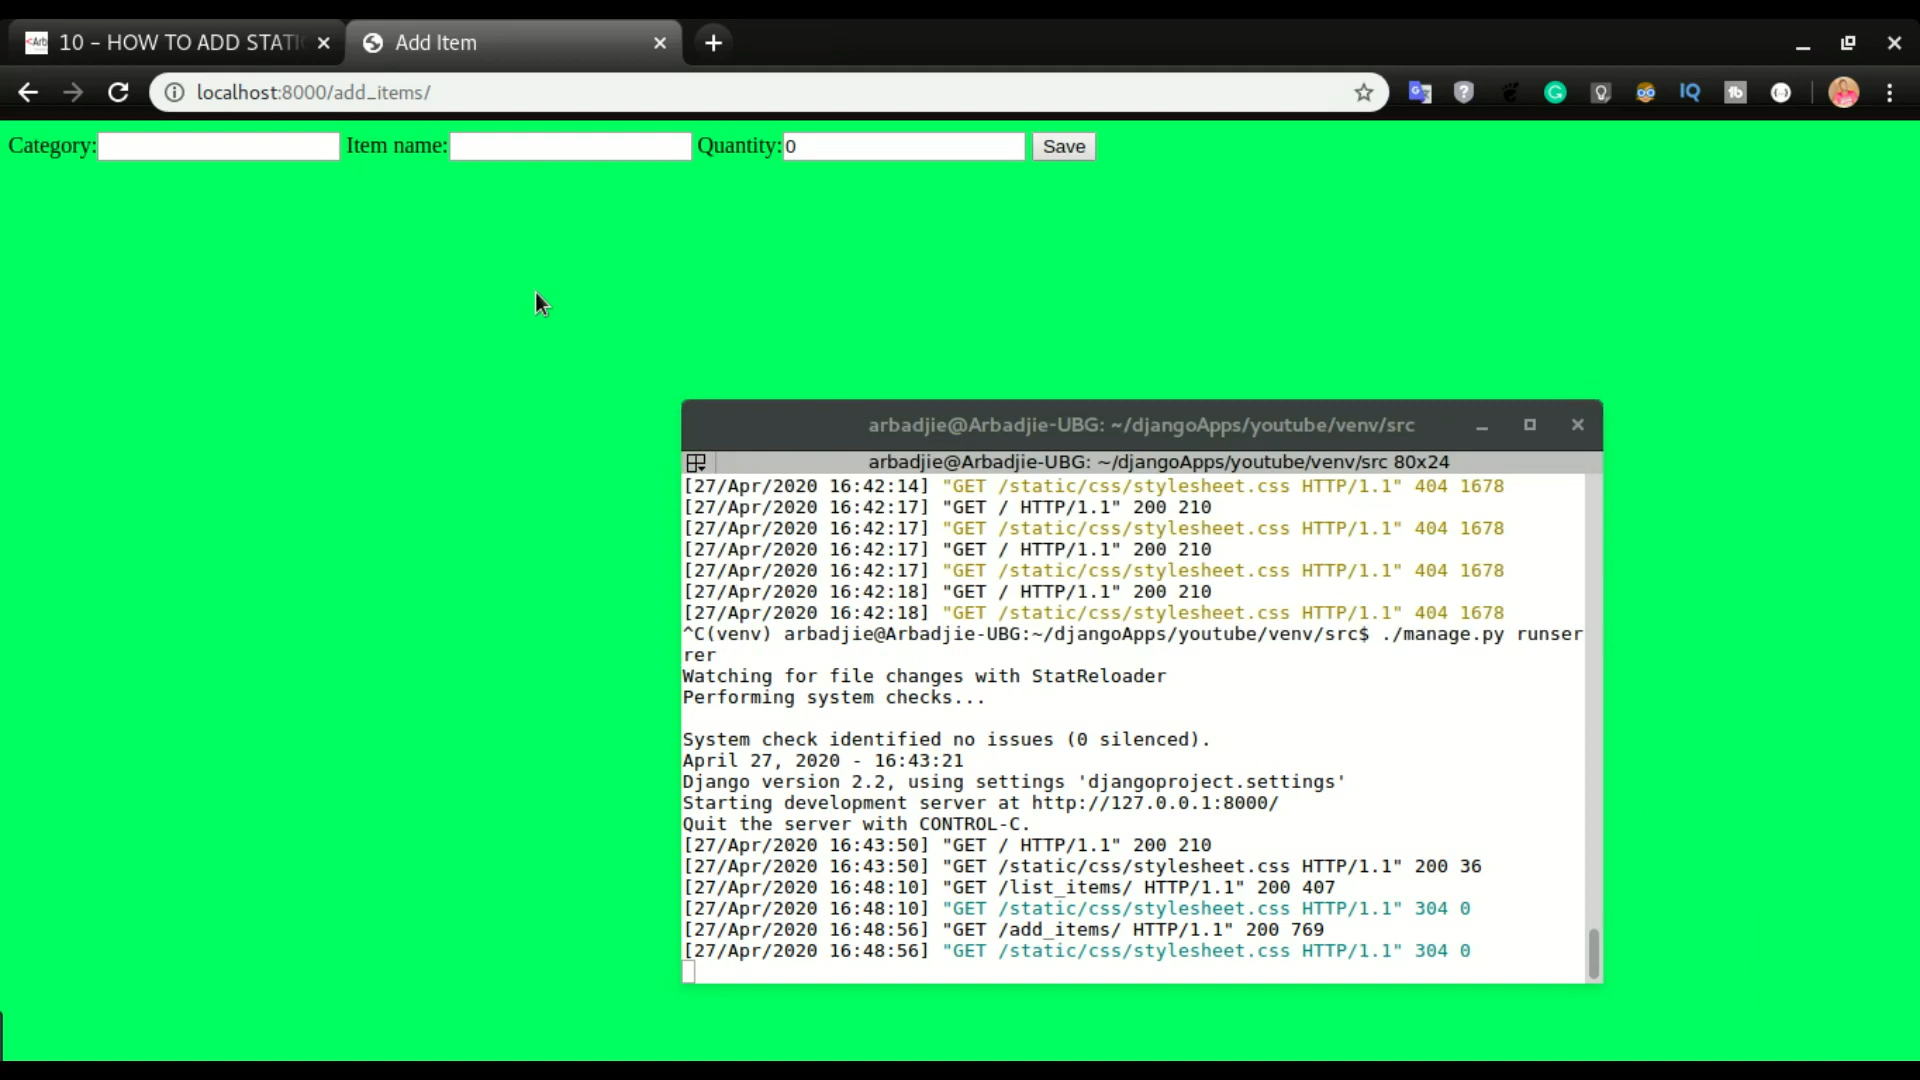 10 – HOW TO ADD STATI
Add Item
localhost:8000/add_items/
Category: Item name: Quantity: 0 Save
arbadjie@Arbadjie-UBG: ~/djangoApps/youtube/venv/src
arbadjie@Arbadjie-UBG: ~/djangoApps/youtube/venv/src 80x24
[27/Apr/2020 16:42:14] "GET /static/css/stylesheet.css HTTP/1.1" 404 1678
[27/Apr/2020 16:42:17] "GET / HTTP/1.1" 200 210
[27/Apr/2020 16:42:17] "GET /static/css/stylesheet.css HTTP/1.1" 404 1678
[27/Apr/2020 16:42:17] "GET / HTTP/1.1" 200 210
[27/Apr/2020 16:42:17] "GET /static/css/stylesheet.css HTTP/1.1" 404 1678
[27/Apr/2020 16:42:18] "GET / HTTP/1.1" 200 210
[27/Apr/2020 16:42:18] "GET /static/css/stylesheet.css HTTP/1.1" 404 1678
^C(venv) arbadjie@Arbadjie-UBG:~/djangoApps/youtube/venv/src$ ./manage.py runser
rer
Watching for file changes with StatReloader
Performing system checks...
System check identified no issues (0 silenced).
April 27, 2020 - 16:43:21
Django version 2.2, using settings 'djangoproject.settings'
Starting development server at http://127.0.0.1:8000/
Quit the server with CONTROL-C.
[27/Apr/2020 16:43:50] "GET / HTTP/1.1" 200 210
[27/Apr/2020 16:43:50] "GET /static/css/stylesheet.css HTTP/1.1" 200 36
[27/Apr/2020 16:48:10] "GET /list_items/ HTTP/1.1" 200 407
[27/Apr/2020 16:48:10] "GET /static/css/stylesheet.css HTTP/1.1" 304 0
[27/Apr/2020 16:48:56] "GET /add_items/ HTTP/1.1" 200 769
[27/Apr/2020 16:48:56] "GET /static/css/stylesheet.css HTTP/1.1" 304 0